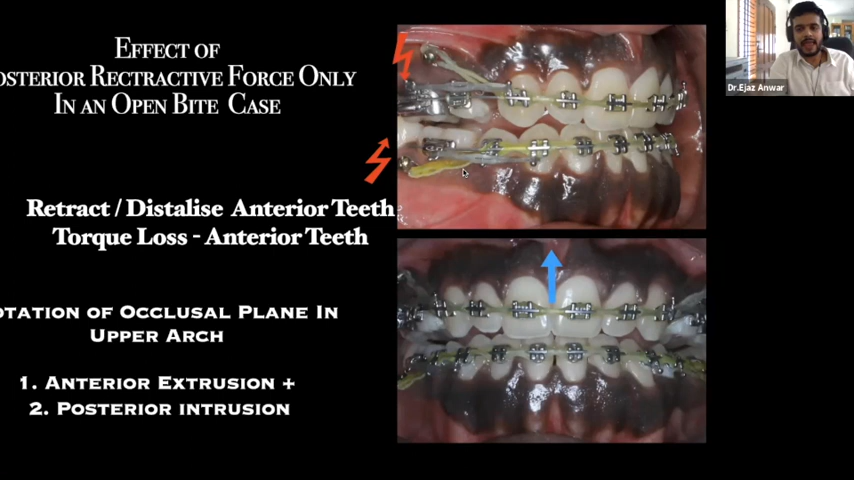 Effect of
osterior Rectractive Force Only
In an Open Bite Case
Retract / Distalise Anterior Teeth
Torque Loss - Anterior Teeth
otation of Occlusal Plane In
Upper Arch
1. Anterior Extrusion +
2. Posterior intrusion
Dr.Ejaz Anwar